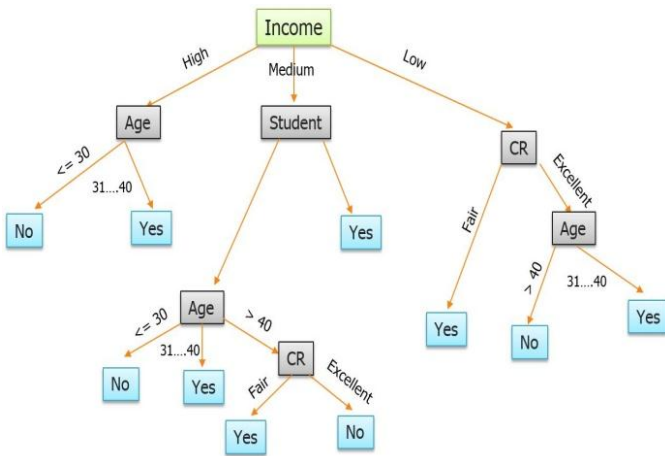 Income
High
Medium
Low
Age
Student
CR
<= 30
31....40
Fair
Excellent
No
Yes
Yes
Age
> 40
31....40
Age
Yes
No
Yes
<= 30
31....40
> 40
CR
No
Yes
Fair
Excellent
Yes
No